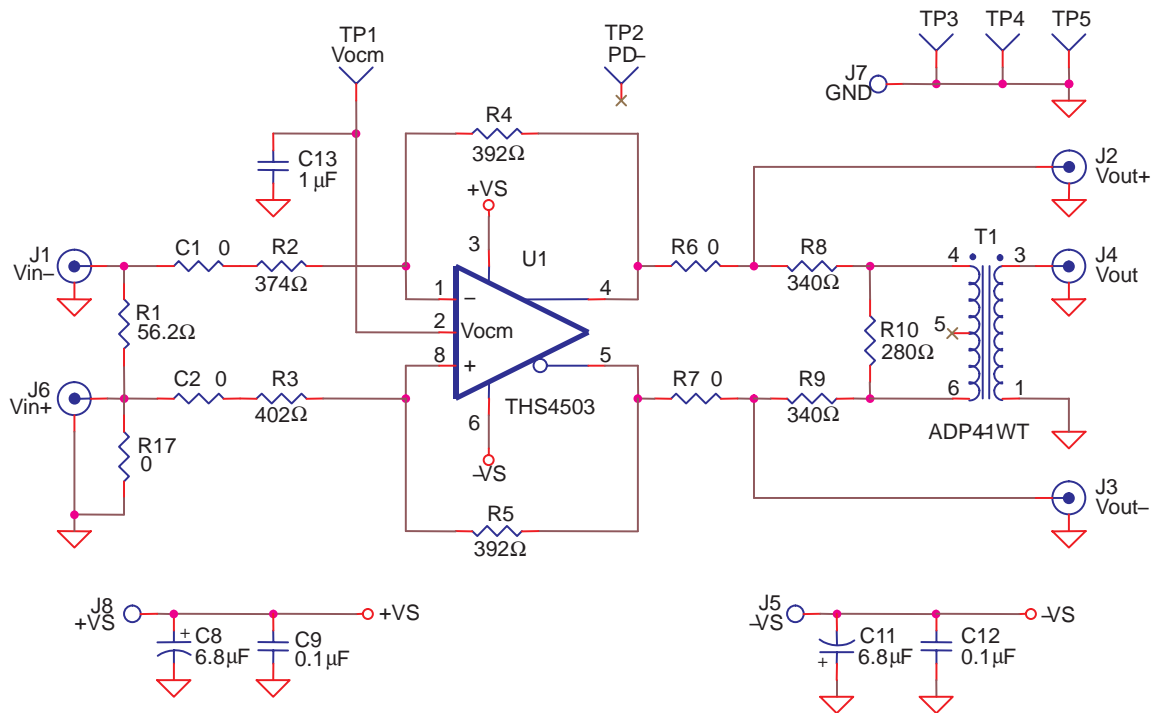 TP3
TP4
TP5
TP1
Vocm
TP2
PD–
J7
GND
R4
392Ω
C13
1 µF
+VS
J2
Vout+
J1
Vin–
C1 0
R2
374Ω
3
U1
R6 0
R8
340Ω
T1
4
3
J4
Vout
R1
56.2Ω
1
–
4
2
Vocm
8
+
5
R10
280Ω
5
J6
Vin+
C2 0
R3
402Ω
THS4503
6
R7 0
R9
340Ω
6
1
ADP41WT
R17
0
–VS
R5
392Ω
J3
Vout–
J8
+VS
+VS
+
C8
6.8µF
C9
0.1µF
J5
–VS
–VS
C11
6.8µF
+
C12
0.1µF